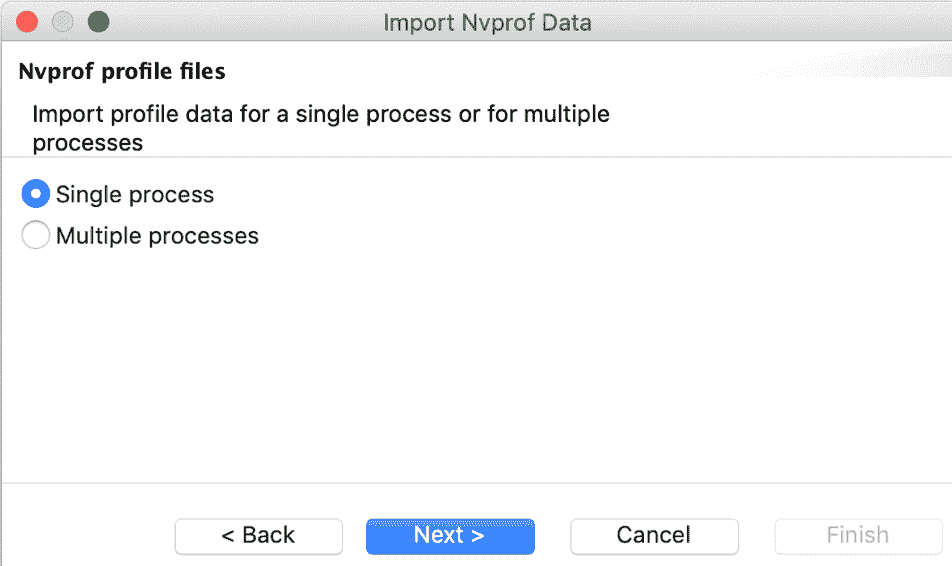 Import Nvprof Data
Nvprof profile files
Import profile data for a single process or for multiple
processes
Single process
Multiple processes
< Back
Next >
Cancel
Finish